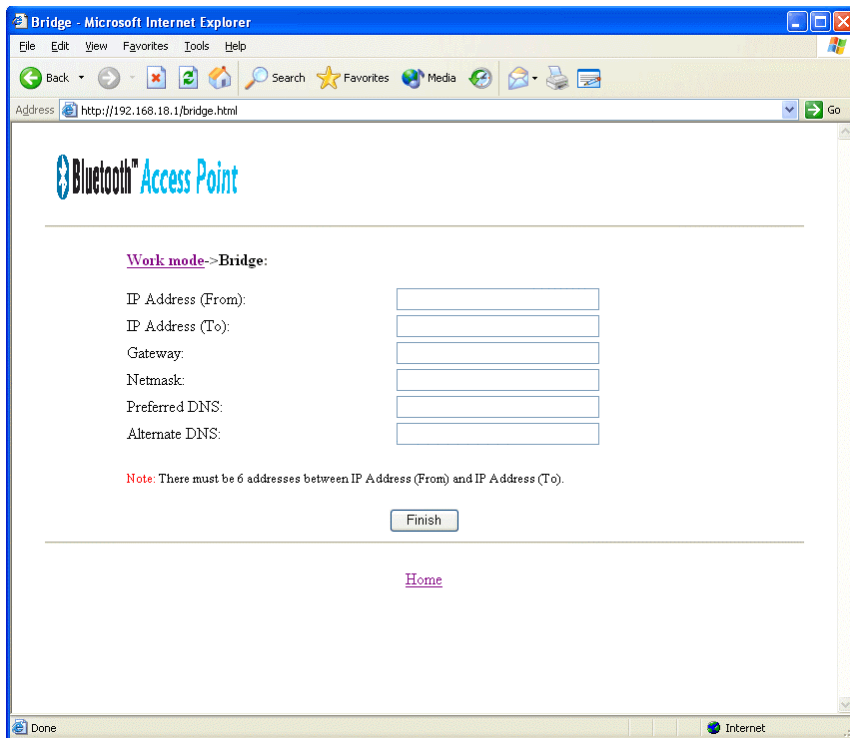 Bridge - Microsoft Internet Explorer
File Edit View Favorites Tools Help
Back Search Favorites Media
Address http://192.168.18.1/bridge.html Go
Bluetooth™ Access Point
Work mode->Bridge:
IP Address (From):
IP Address (To):
Gateway:
Netmask:
Preferred DNS:
Alternate DNS:
Note: There must be 6 addresses between IP Address (From) and IP Address (To).
Finish
Home
Done Internet